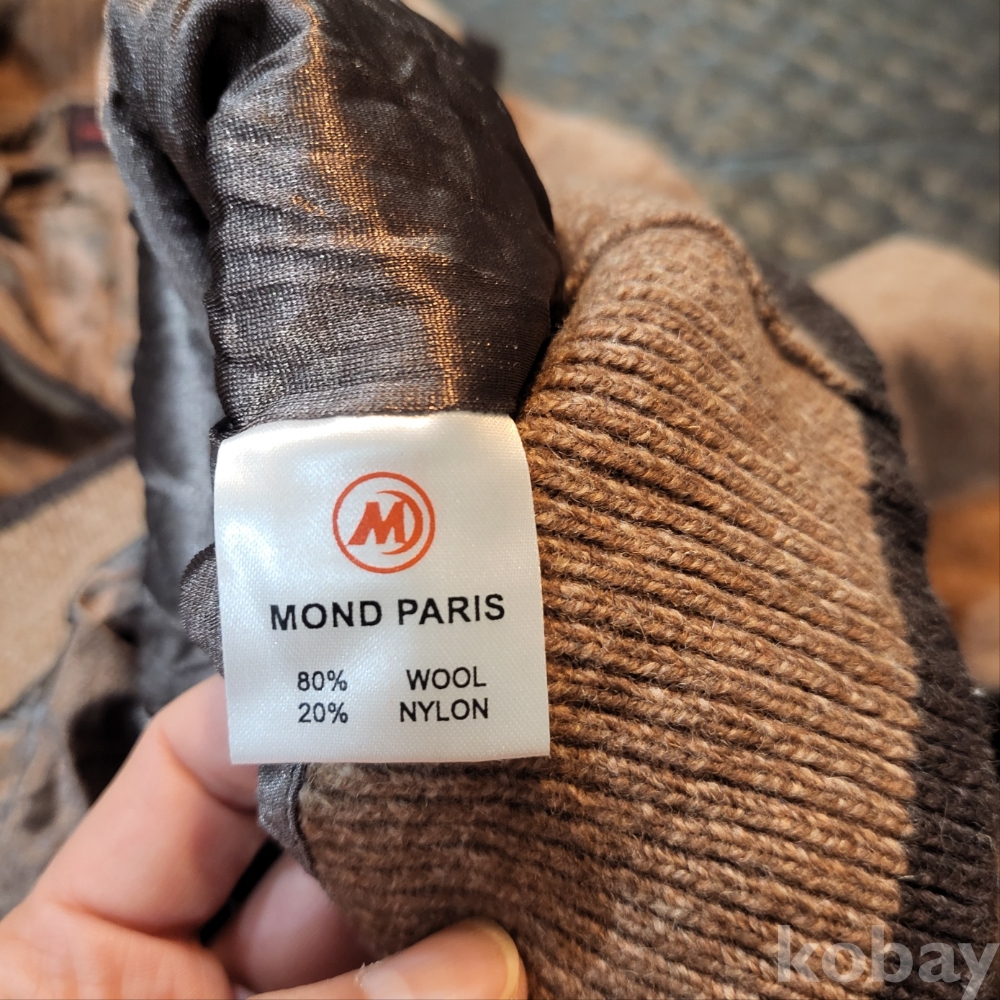 M
MOND PARIS
80% WOOL
20% NYLON
kobay